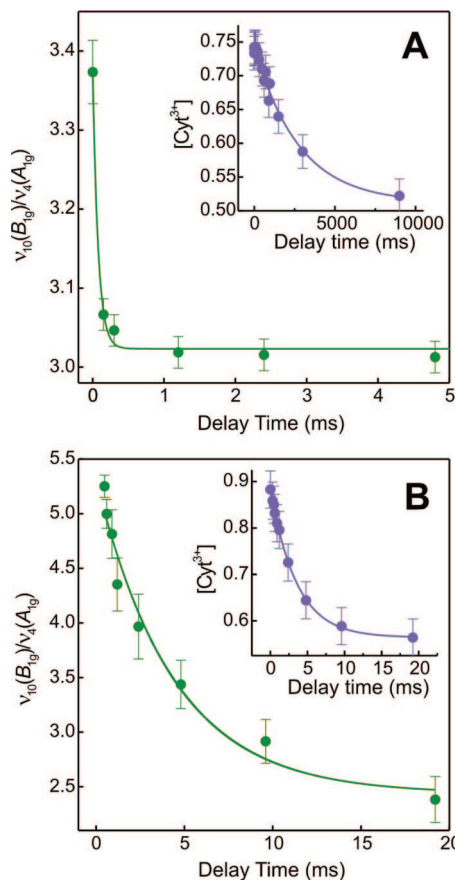 A
3.4
3.3
3.2
3.1
3.0
ν10(B1g)/ν4(A1g)
0 1 2 3 4 5
Delay Time (ms)
0.75
0.70
0.65
0.60
0.55
0.50
[Cyt3+]
0 5000 10000
Delay time (ms)
B
5.5
5.0
4.5
4.0
3.5
3.0
2.5
ν10(B1g)/ν4(A1g)
0 5 10 15 20
Delay Time (ms)
0.9
0.8
0.7
0.6
[Cyt3+]
0 5 10 15 20
Delay time (ms)